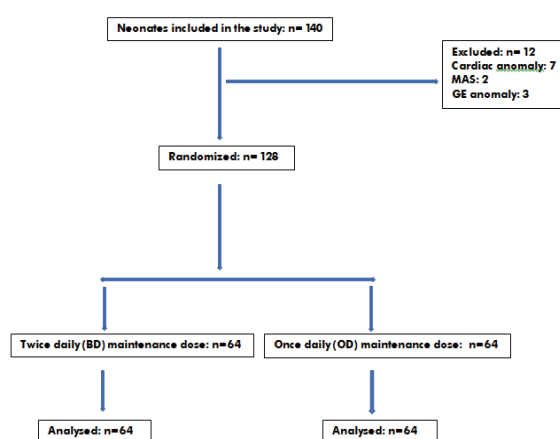 Neonates included in the study: n= 140
Excluded: n= 12
Cardiac anomaly: 7
MAS: 2
GE anomaly: 3
Randomized: n= 128
Twice daily (BD) maintenance dose: n=64
Once daily (OD) maintenance dose:  n=64
Analysed: n=64
Analysed: n=64